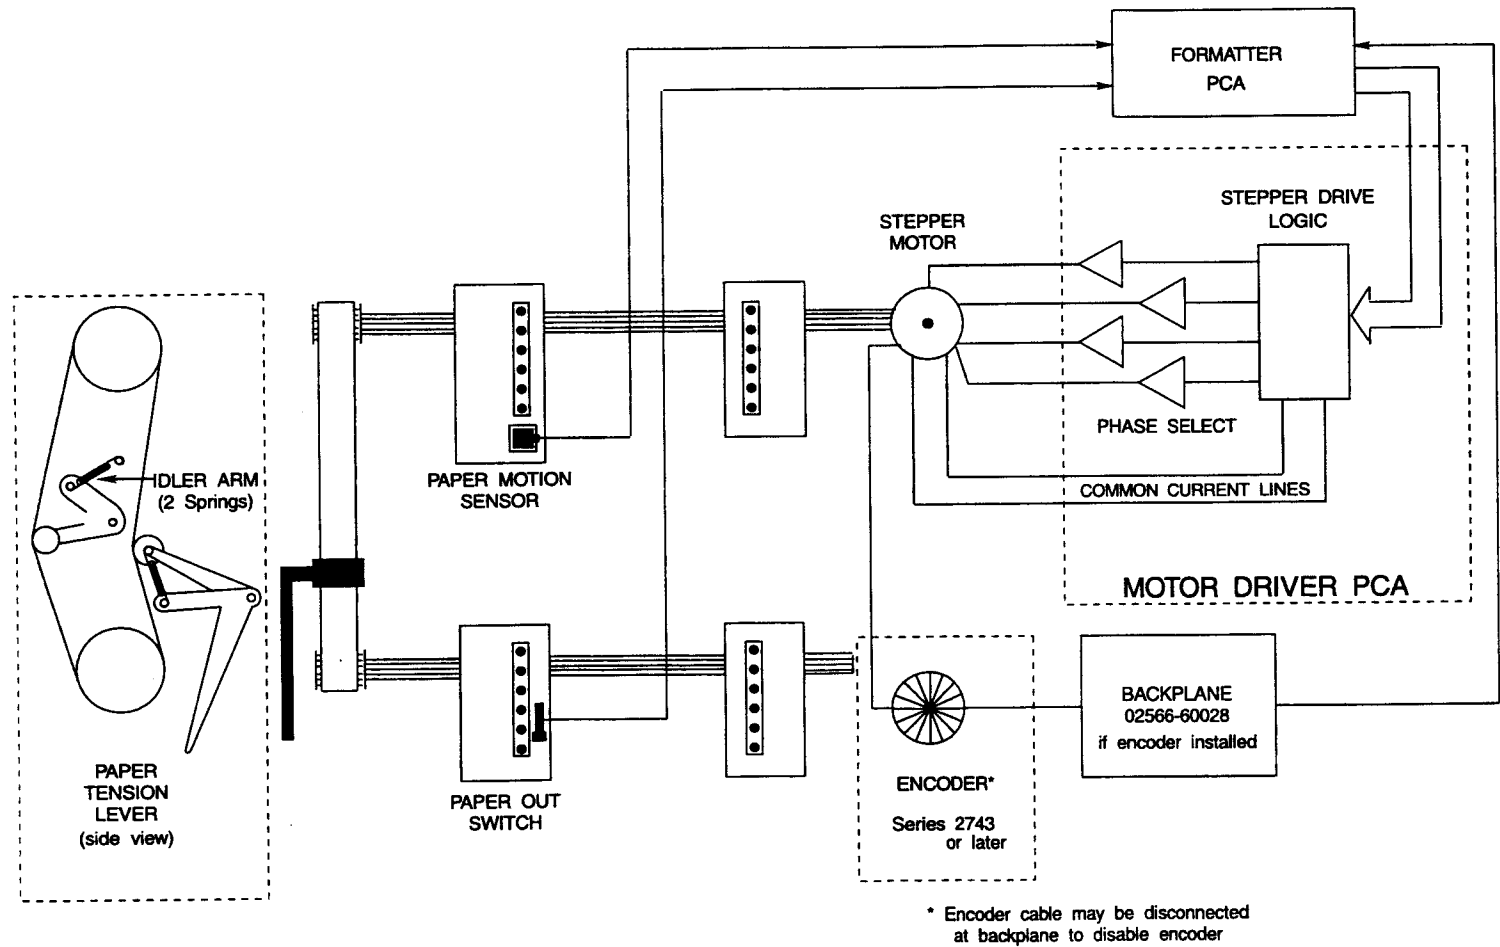 FORMATTER
PCA
STEPPER DRIVE
LOGIC
STEPPER
MOTOR
PHASE SELECT
COMMON CURRENT LINES
MOTOR DRIVER PCA
IDLER ARM
(2 Springs)
PAPER MOTION
SENSOR
PAPER
TENSION
LEVER
(side view)
PAPER OUT
SWITCH
ENCODER*
Series 2743
or later
BACKPLANE
02566-60028
if encoder installed
* Encoder cable may be disconnected
at backplane to disable encoder